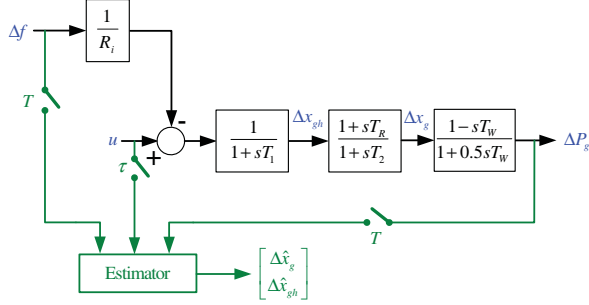 Δf
1
R_i
T
-
u
+
τ
1
1 + sT_1
Δx_gh
1 + sT_R
1 + sT_2
Δx_g
1 − sT_W
1 + 0.5sT_W
ΔP_g
T
Estimator
Δx̂_g
Δx̂_gh